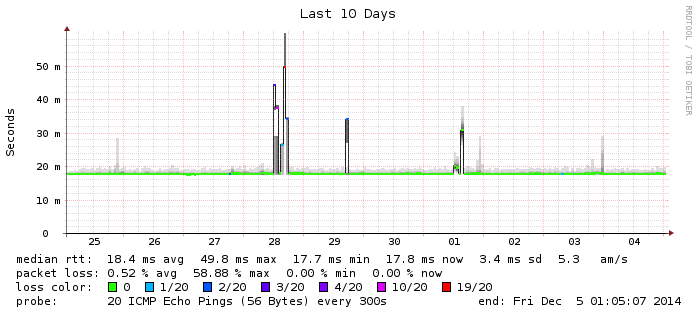 Last 10 Days
RRDTOOL / TOBI OETIKER
Seconds
50 m
40 m
30 m
20 m
10 m
0
25 26 27 28 29 30 01 02 03 04
median rtt: 18.4 ms avg 49.8 ms max 17.7 ms min 17.8 ms now 3.4 ms sd 5.3 am/s
packet loss: 0.52 % avg 58.88 % max 0.00 % min 0.00 % now
loss color: 0 1/20 2/20 3/20 4/20 10/20 19/20
probe: 20 ICMP Echo Pings (56 Bytes) every 300s end: Fri Dec 5 01:05:07 2014